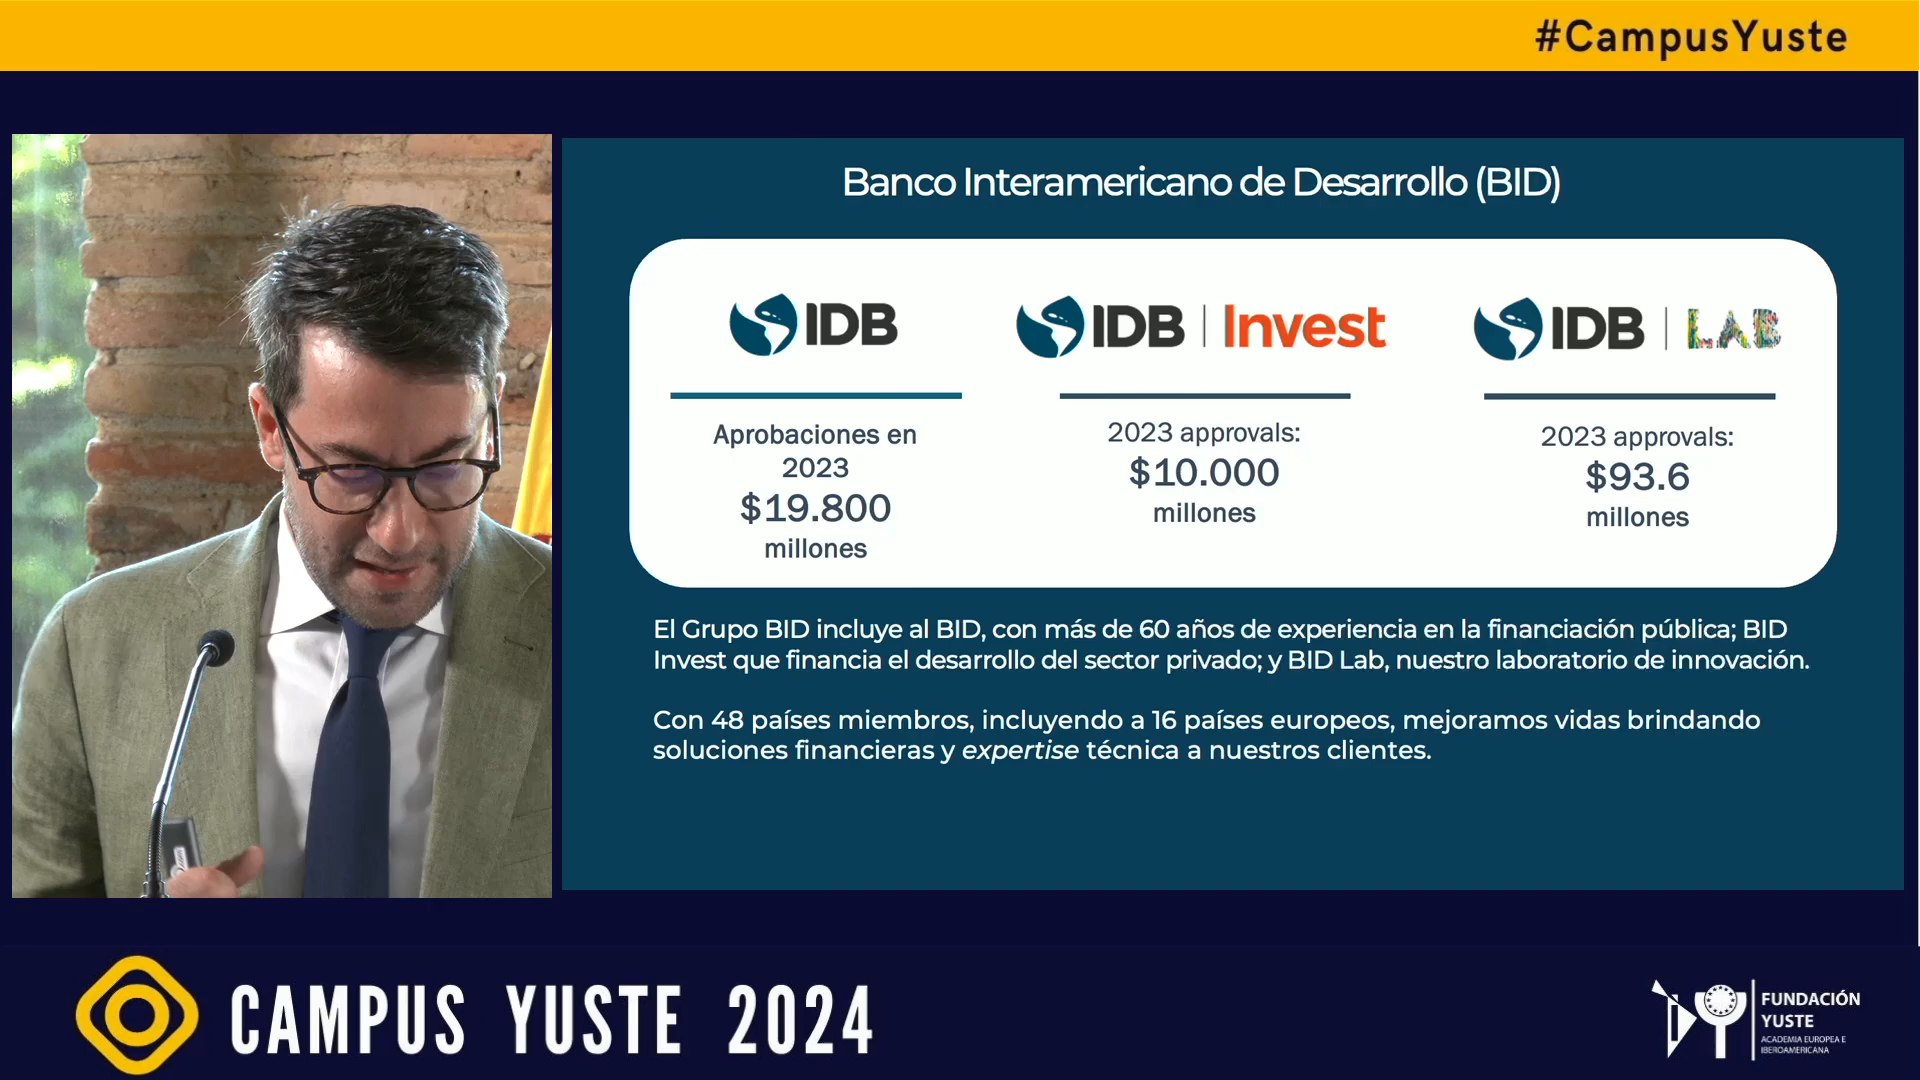 #CampusYuste
Banco Interamericano de Desarrollo (BID)
IDB
IDB | Invest
IDB | LAB
Aprobaciones en
2023
$19.800
millones
2023 approvals:
$10.000
millones
2023 approvals:
$93.6
millones
El Grupo BID incluye al BID, con más de 60 años de experiencia en la financiación pública; BID
Invest que financia el desarrollo del sector privado; y BID Lab, nuestro laboratorio de innovación.
Con 48 países miembros, incluyendo a 16 países europeos, mejoramos vidas brindando
soluciones financieras y expertise técnica a nuestros clientes.
CAMPUS YUSTE 2024
FUNDACIÓN
YUSTE
ACADEMIA EUROPEA E
IBEROAMERICANA